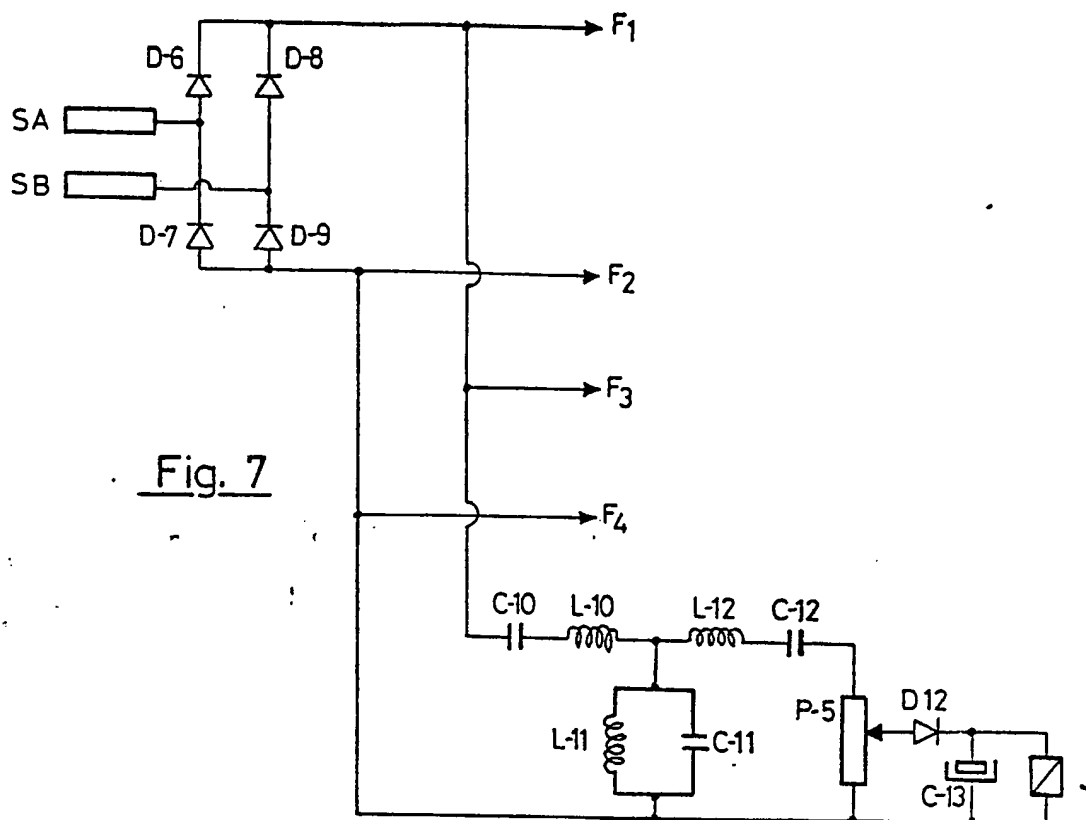 F1
D-6 D-8
SA
SB
D-7 D-9
F2
F3
Fig. 7
F4
C-10 L-10 L-12 C-12
P-5 D12
L-11 C-11
C-13